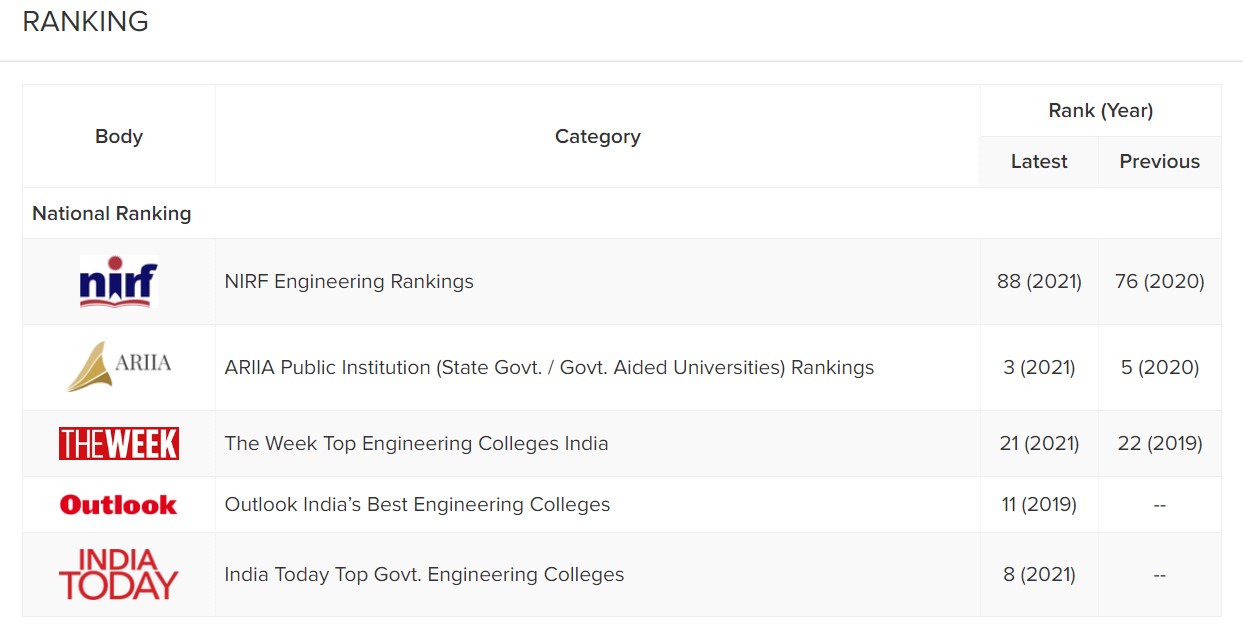 RANKING
Body Category Rank (Year)
Latest Previous
National Ranking
nirf NIRF Engineering Rankings 88 (2021) 76 (2020)
ARIIA ARIIA Public Institution (State Govt. / Govt. Aided Universities) Rankings 3 (2021) 5 (2020)
THE WEEK The Week Top Engineering Colleges India 21 (2021) 22 (2019)
Outlook Outlook India’s Best Engineering Colleges 11 (2019) --
INDIA
TODAY India Today Top Govt. Engineering Colleges 8 (2021) --